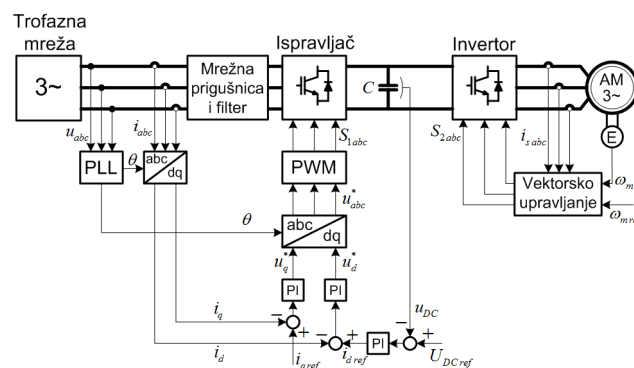 Trofazna
mreža
3~
Mrežna
prigušnica
i filter
Ispravljač
C
Invertor
AM
3~
E
u_abc
i_abc
S_1abc
S_2abc
i_s abc
PLL
θ
abc
dq
PWM
u*_abc
Vektorsko
upravljanje
ω_m
ω_mr
θ
abc
dq
u*_q
u*_d
PI
PI
u_DC
i_q
−
+
−
+
PI
−
+
i_d
i_q ref
i_d ref
U_DC ref